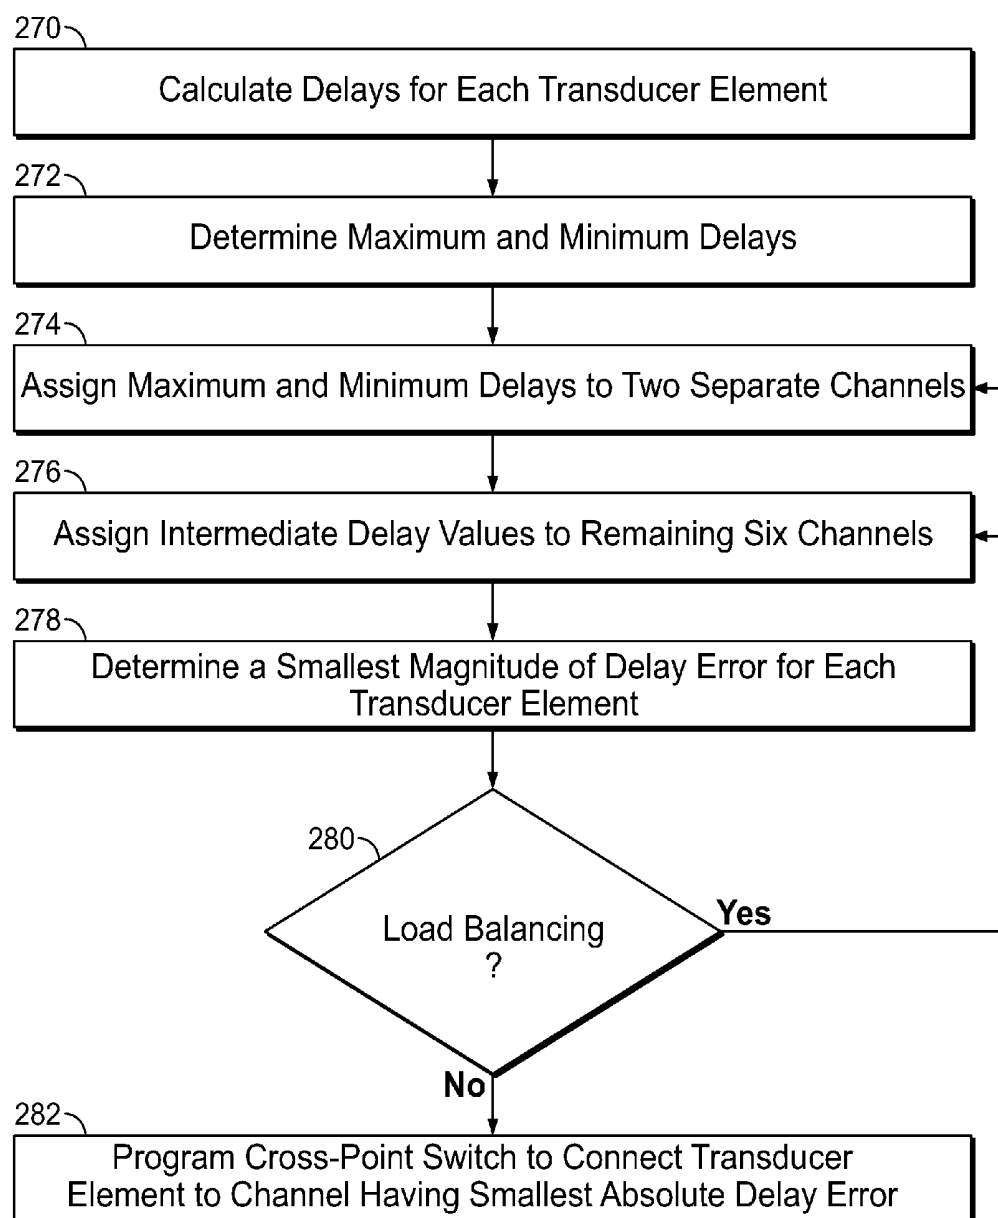 270
Calculate Delays for Each Transducer Element
272
Determine Maximum and Minimum Delays
274
Assign Maximum and Minimum Delays to Two Separate Channels
276
Assign Intermediate Delay Values to Remaining Six Channels
278
Determine a Smallest Magnitude of Delay Error for Each
Transducer Element
280
Load Balancing
?
Yes
No
282
Program Cross-Point Switch to Connect Transducer
Element to Channel Having Smallest Absolute Delay Error